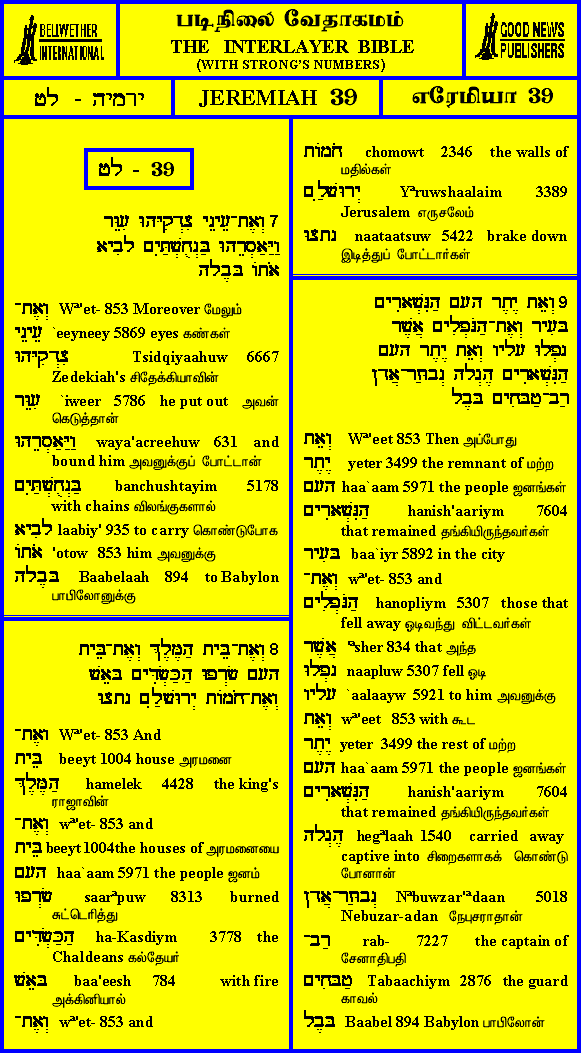 BELLWETHER
INTERNATIONAL
படிநிலை வேதாகமம்
THE INTERLAYER BIBLE
(WITH STRONG'S NUMBERS)
GOOD NEWS
PUBLISHERS
ירמיה - לט
JEREMIAH 39
எரேமியா 39
39 - לט
7 וְאֶת־עֵינֵי צִדְקִיָּהוּ עִוֵּר
וַיַּאַסְרֵהוּ בַּנְחֻשְׁתַּיִם לָבִיא
אֹתוֹ בָּבֶלָה
וְאֶת־ Wª'et- 853 Moreover மேலும்
עֵינֵי `eeyneey 5869 eyes கண்கள்
צִדְקִיָּהוּ Tsidqiyaahuw 6667
Zedekiah's சிதேக்கியாவின்
עִוֵּר `iweer 5786 he put out அவன்
கெடுத்தான்
וַיַּאַסְרֵהוּ waya'acreehuw 631 and
bound him அவனுக்குப் போட்டான்
בַּנְחֻשְׁתַּיִם banchushtayim 5178
with chains விலங்குகளால்
לָבִיא laabiy' 935 to carry கொண்டுபோக
אֹתוֹ 'otow 853 him அவனுக்கு
בָּבֶלָה Baabelaah 894 to Babylon
பாபிலோனுக்கு
8 וְאֶת־בֵּית הַמֶּלֶךְ וְאֶת־בֵּית
הָעָם שָׂרְפוּ הַכַּשְׂדִּים בָּאֵשׁ
וְאֶת־חֹמוֹת יְרוּשָׁלִַם נָתָצוּ
וְאֶת־ Wª'et- 853 And
בֵּית beeyt 1004 house அரமனை
הַמֶּלֶךְ hamelek 4428 the king's
ராஜாவின்
וְאֶת־ wª'et- 853 and
בֵּית beeyt 1004the houses of அரமனையை
הָעָם haa`aam 5971 the people ஜனம்
שָׂרְפוּ saarªpuw 8313 burned
சுட்டெரித்து
הַכַּשְׂדִּים ha-Kasdiym 3778 the
Chaldeans கல்தேயர்
בָּאֵשׁ baa'eesh 784 with fire
அக்கினியால்
וְאֶת־ wª'et- 853 and
חֹמוֹת chomowt 2346 the walls of
மதில்கள்
יְרוּשָׁלִַם Yªruwshaalaim 3389
Jerusalem எருசலேம்
נָתָצוּ naataatsuw 5422 brake down
இடித்துப் போட்டார்கள்
9 וְאֵת יֶתֶר הָעָם הַנִּשְׁאָרִים
בָּעִיר וְאֶת־הַנֹּפְלִים אֲשֶׁר
נָפְלוּ עָלָיו וְאֵת יֶתֶר הָעָם
הַנִּשְׁאָרִים הֶגְלָה נְבוּזַר־אֲדָן
רַב־טַבָּחִים בָּבֶל
וְאֵת Wª'eet 853 Then அப்போது
יֶתֶר yeter 3499 the remnant of மற்ற
הָעָם haa`aam 5971 the people ஜனங்கள்
הַנִּשְׁאָרִים hanish'aariym 7604
that remained தங்கியிருந்தவர்கள்
בָּעִיר baa`iyr 5892 in the city
וְאֶת־ wª'et- 853 and
הַנֹּפְלִים hanopliym 5307 those that
fell away ஓடிவந்து விட்டவர்கள்
אֲשֶׁר ªsher 834 that அந்த
נָפְלוּ naapluw 5307 fell ஓடி
עָלָיו `aalaayw 5921 to him அவனுக்கு
וְאֵת wª'eet 853 with கூட
יֶתֶר yeter 3499 the rest of மற்ற
הָעָם haa`aam 5971 the people ஜனங்கள்
הַנִּשְׁאָרִים hanish'aariym 7604
that remained தங்கியிருந்தவர்கள்
הֶגְלָה hegªlaah 1540 carried away
captive into சிறைகளாகக் கொண்டு
போனான்
נְבוּזַר־אֲדָן Nªbuwzar'ªdaan 5018
Nebuzar-adan நேபுசராதான்
רַב־ rab- 7227 the captain of
சேனாதிபதி
טַבָּחִים Tabaachiym 2876 the guard
காவல்
בָּבֶל Baabel 894 Babylon பாபிலோன்